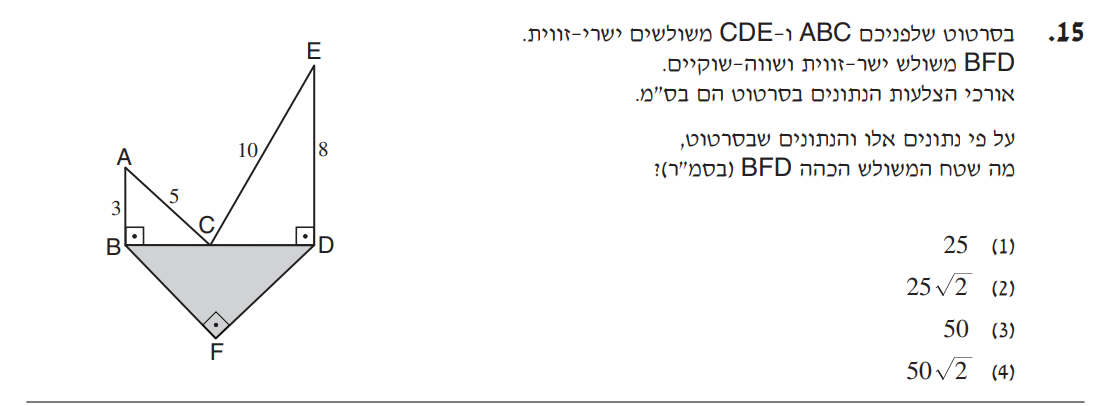 15. בסרטוט שלפניכם ABC ו-CDE משולשים ישרי-זווית.
BFD משולש ישר-זווית ושווה-שוקיים.
אורכי הצלעות הנתונים בסרטוט הם בס"מ.
על פי נתונים אלו והנתונים שבסרטוט,
מה שטח המשולש הכהה BFD (בסמ"ר)?
(1) 25
(2) 25√2
(3) 50
(4) 50√2
E
10
8
A
5
3
C
B
D
F